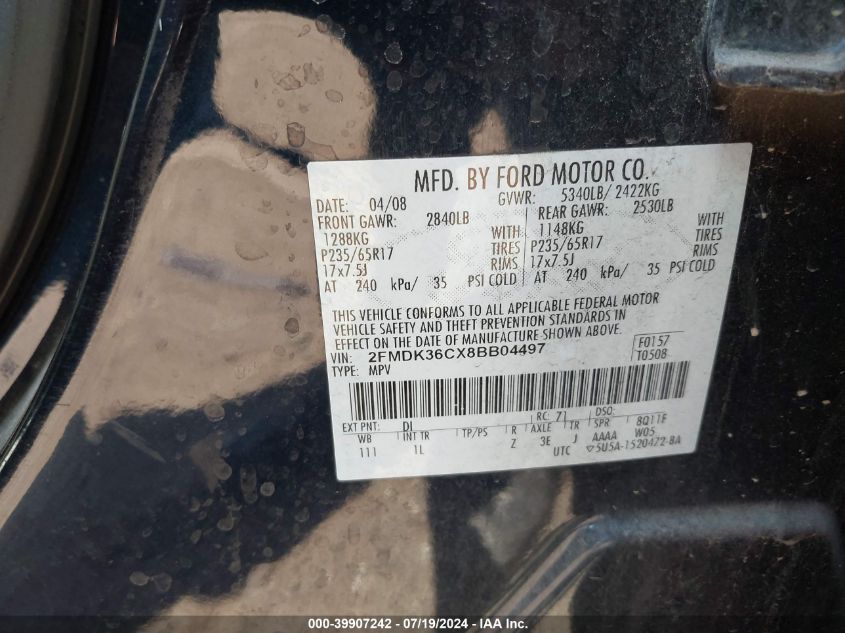 MFD. BY FORD MOTOR CO.
DATE: 04/08 GVWR: 5340LB/ 2422KG
FRONT GAWR: 2840LB REAR GAWR: 2530LB
1288KG WITH 1148KG WITH
P235/65R17 TIRES P235/65R17 TIRES
17x7.5J RIMS 17x7.5J RIMS
AT 240 kPa/ 35 PSI COLD AT 240 kPa/ 35 PSI COLD
THIS VEHICLE CONFORMS TO ALL APPLICABLE FEDERAL MOTOR
VEHICLE SAFETY AND THEFT PREVENTION STANDARDS IN
EFFECT ON THE DATE OF MANUFACTURE SHOWN ABOVE.
VIN: 2FMDK36CX8BB04497 F0157
TYPE: MPV T0508
EXT PNT: DI RC: 71 DSO:
WB INT TR TP/PS R AXLE TR SPR 8Q11F
111 1L Z 3E J AAAA W05
UTC ▽5U5A-1520472-BA
000-39907242 / 07/19/2024 - IAA Inc.